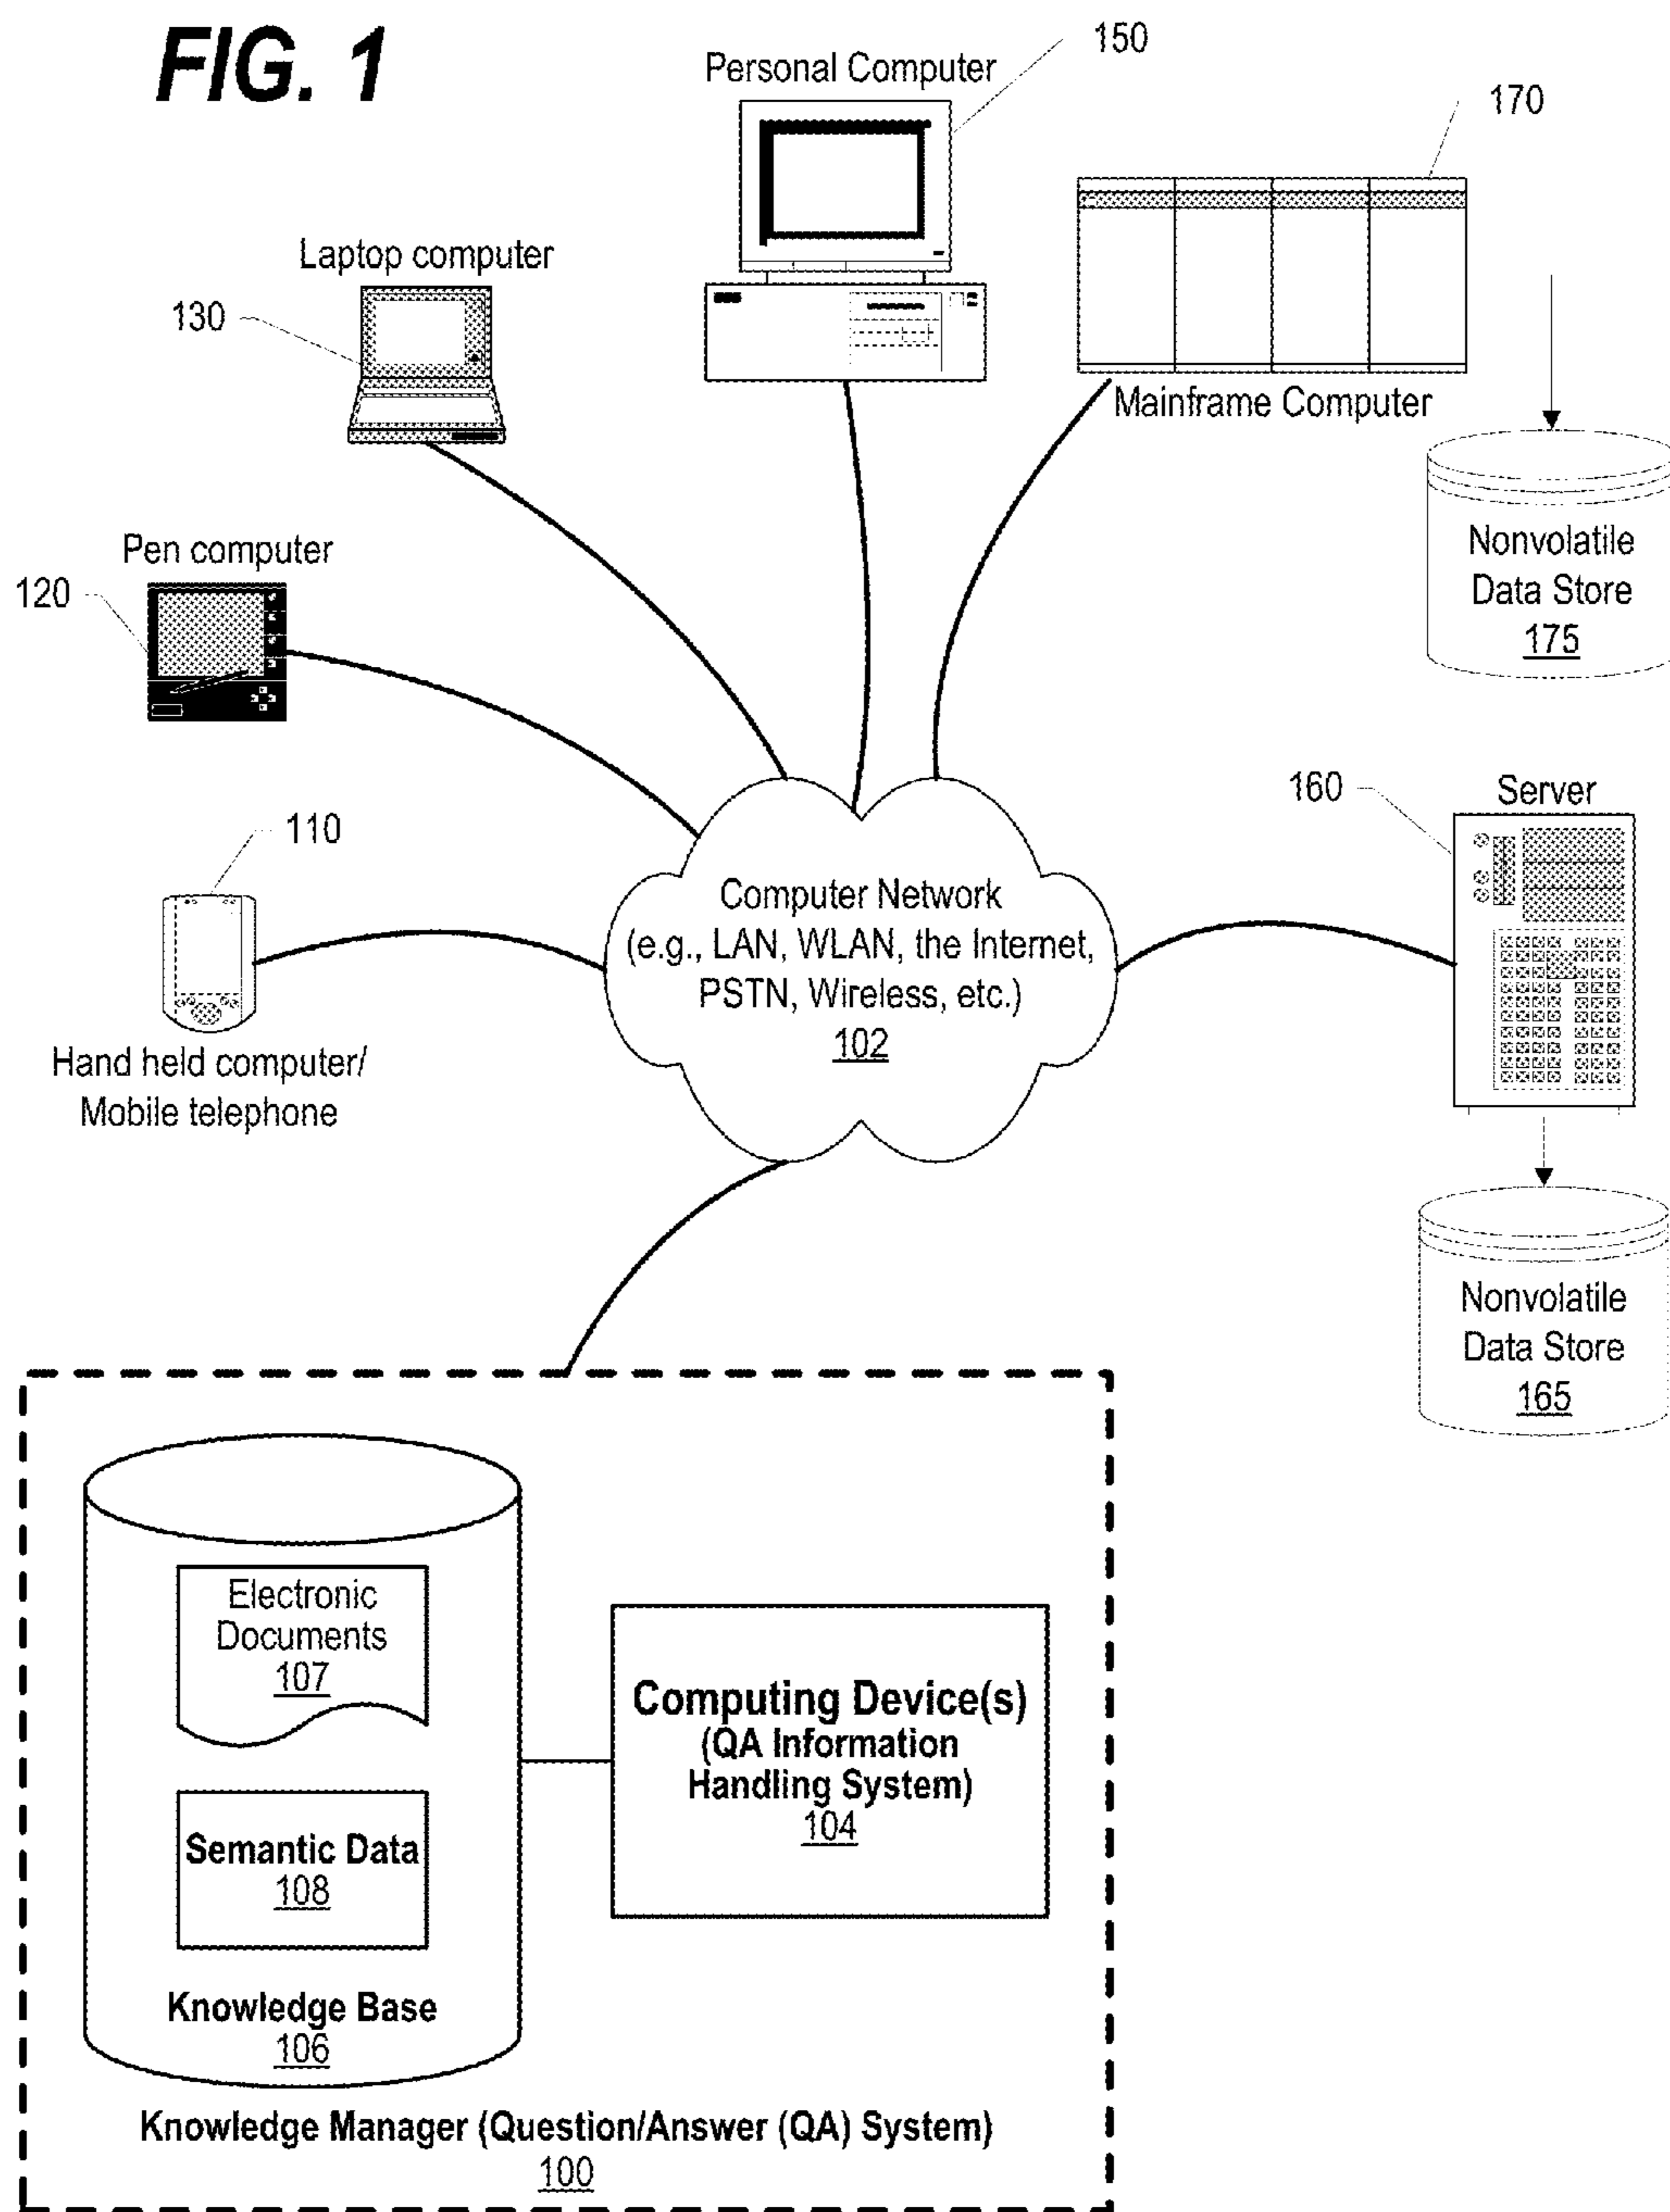 FIG. 1
150
Personal Computer
170
Laptop computer
130
Mainframe Computer
Pen computer
120
Nonvolatile
Data Store
175
110
160
Server
Computer Network
(e.g., LAN, WLAN, the Internet,
PSTN, Wireless, etc.)
102
Hand held computer/
Mobile telephone
Nonvolatile
Data Store
165
Electronic
Documents
107
Computing Device(s)
(QA Information
Handling System)
104
Semantic Data
108
Knowledge Base
106
Knowledge Manager (Question/Answer (QA) System)
100